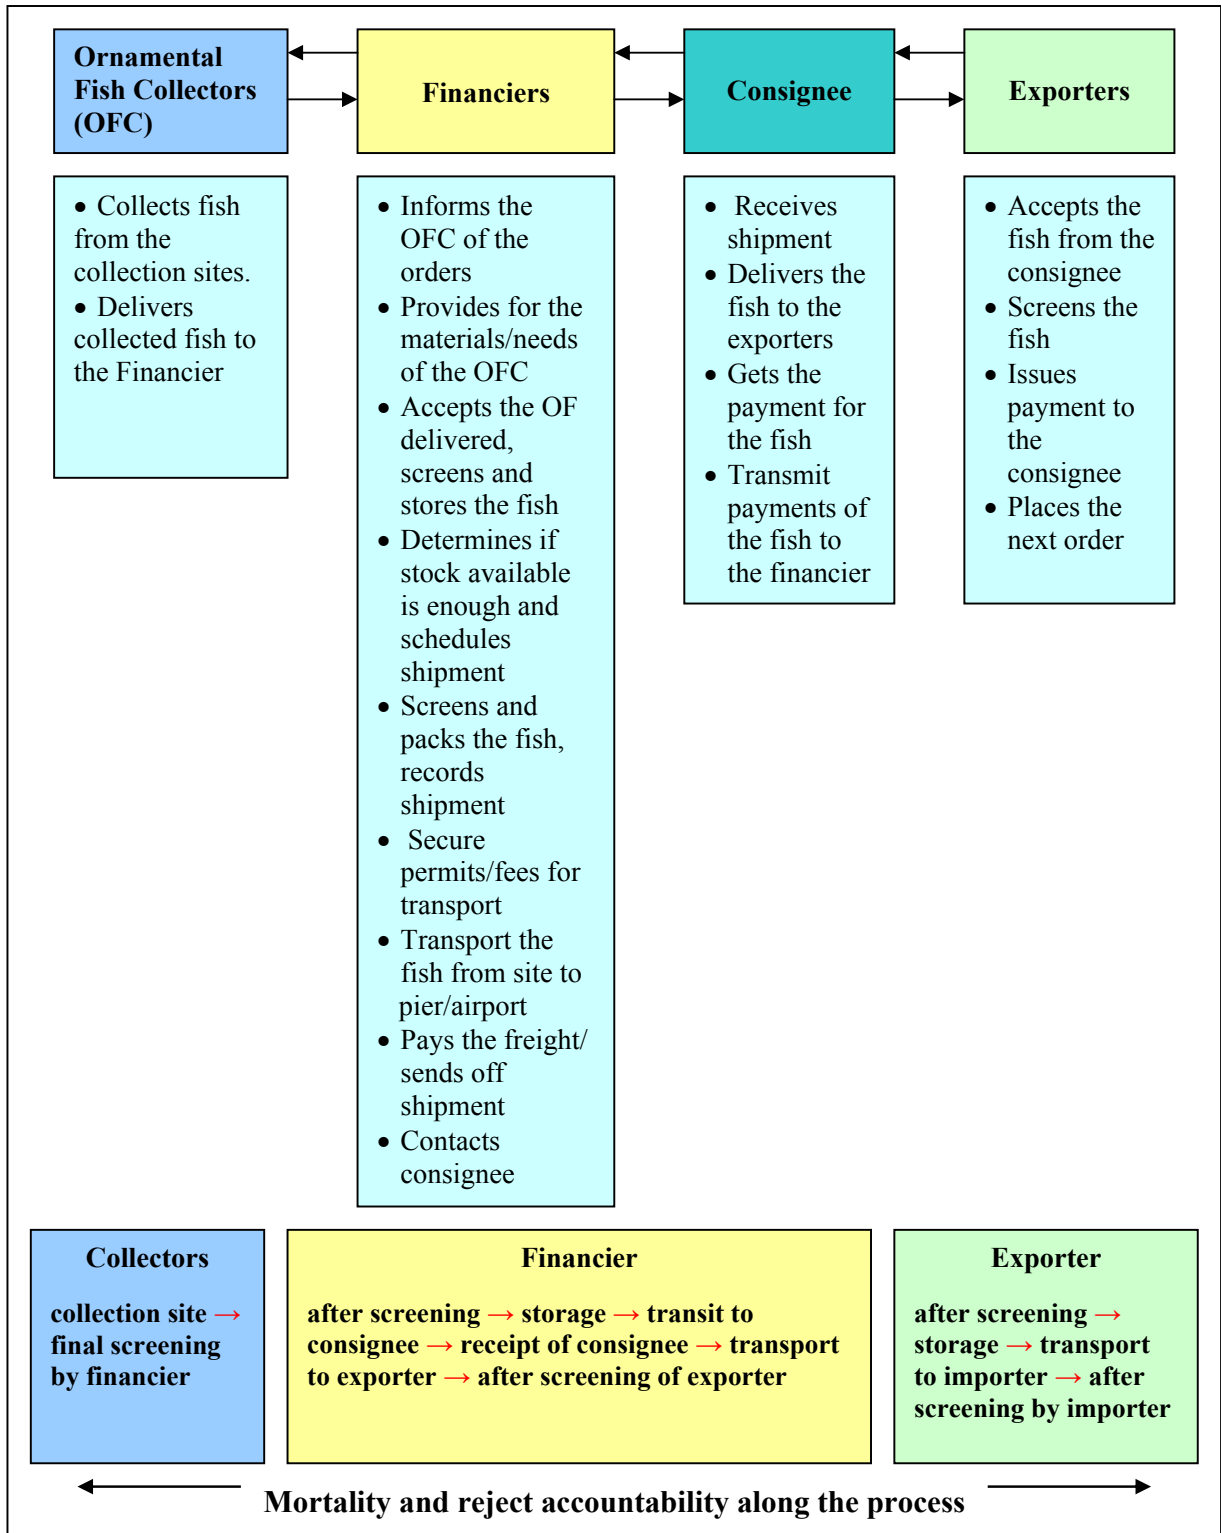 Ornamental
Fish Collectors
(OFC)
Financiers
Consignee
Exporters
• Collects fish
from the
collection sites.
• Delivers
collected fish to
the Financier
• Informs the
OFC of the
orders
• Provides for the
materials/needs
of the OFC
• Accepts the OF
delivered,
screens and
stores the fish
• Determines if
stock available
is enough and
schedules
shipment
• Screens and
packs the fish,
records
shipment
• Secure
permits/fees for
transport
• Transport the
fish from site to
pier/airport
• Pays the freight/
sends off
shipment
• Contacts
consignee
• Receives
shipment
• Delivers the
fish to the
exporters
• Gets the
payment for
the fish
• Transmit
payments of
the fish to
the financier
• Accepts the
fish from the
consignee
• Screens the
fish
• Issues
payment to
the
consignee
• Places the
next order
Collectors
collection site →
final screening
by financier
Financier
after screening → storage → transit to
consignee → receipt of consignee → transport
to exporter → after screening of exporter
Exporter
after screening →
storage → transport
to importer → after
screening by importer
Mortality and reject accountability along the process